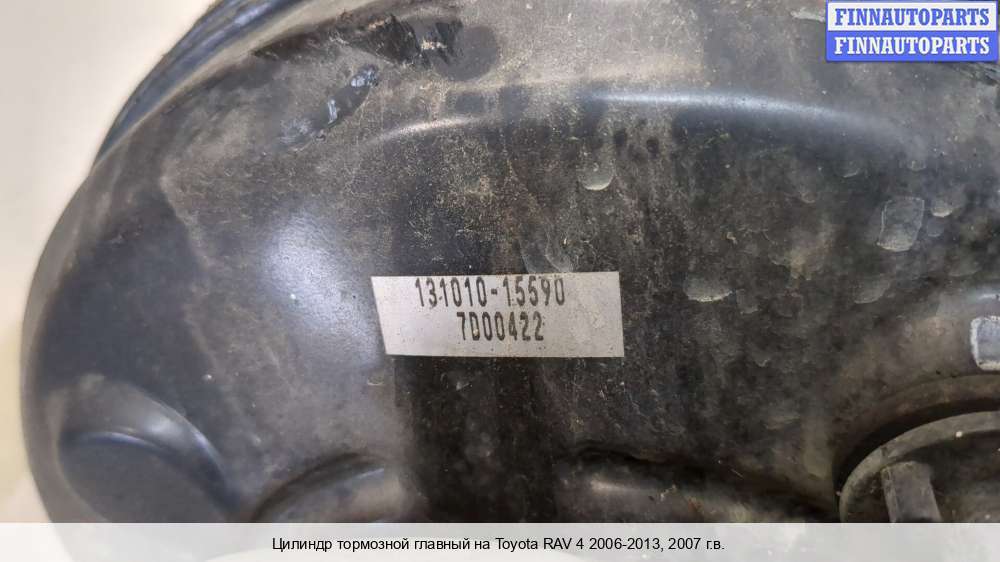 FINNAUTOPARTS
FINNAUTOPARTS
131010-15590
7D00422
Цилиндр тормозной главный на Toyota RAV 4 2006-2013, 2007 г.в.